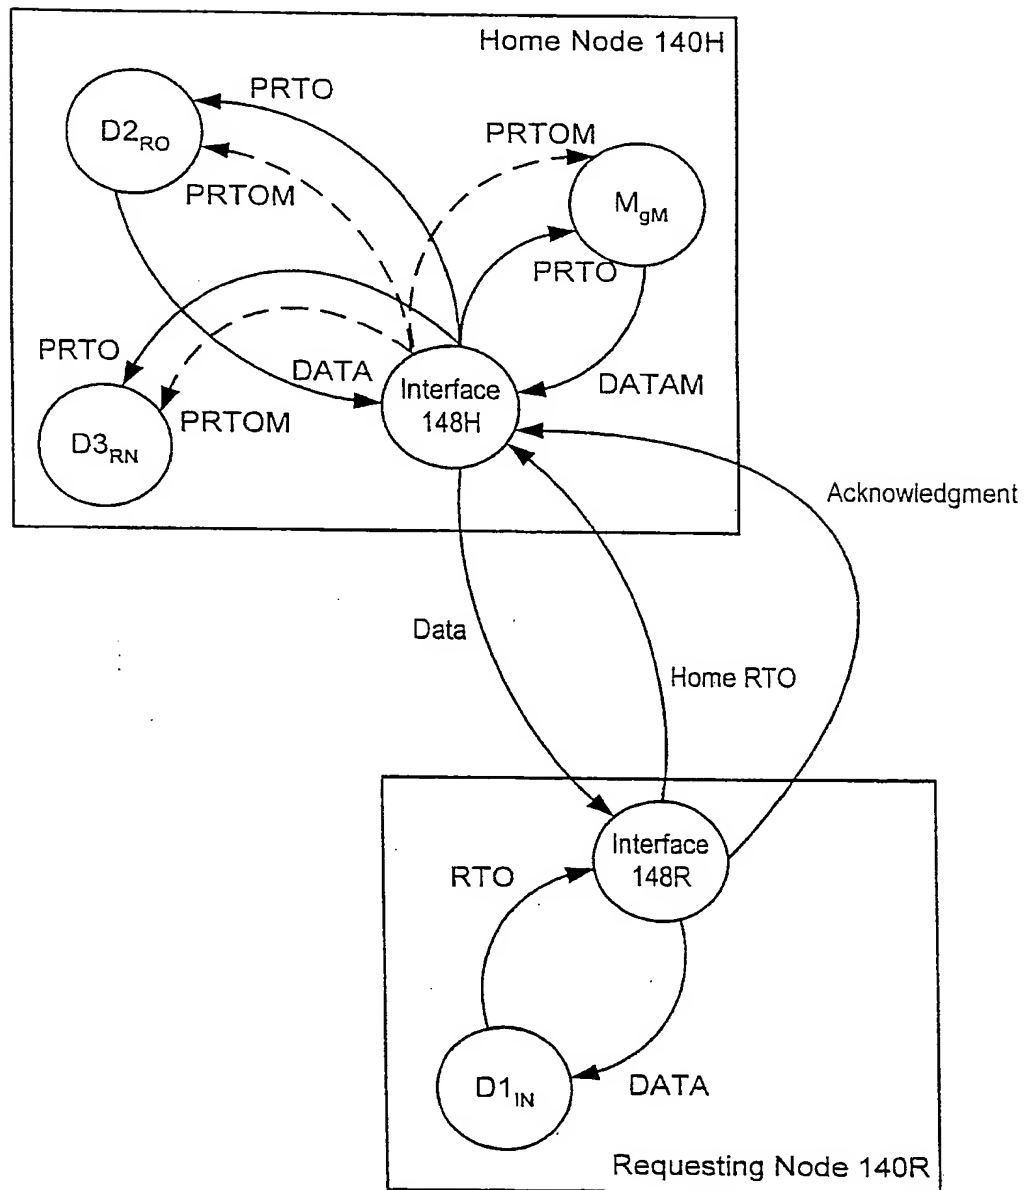 Home Node 140H
PRTO
D2RO
PRTOM
PRTOM
MgM
PRTO
PRTO
DATA
Interface
148H
DATAM
PRTOM
D3RN
Acknowledgment
Data
Home RTO
Interface
148R
RTO
D1IN
DATA
Requesting Node 140R